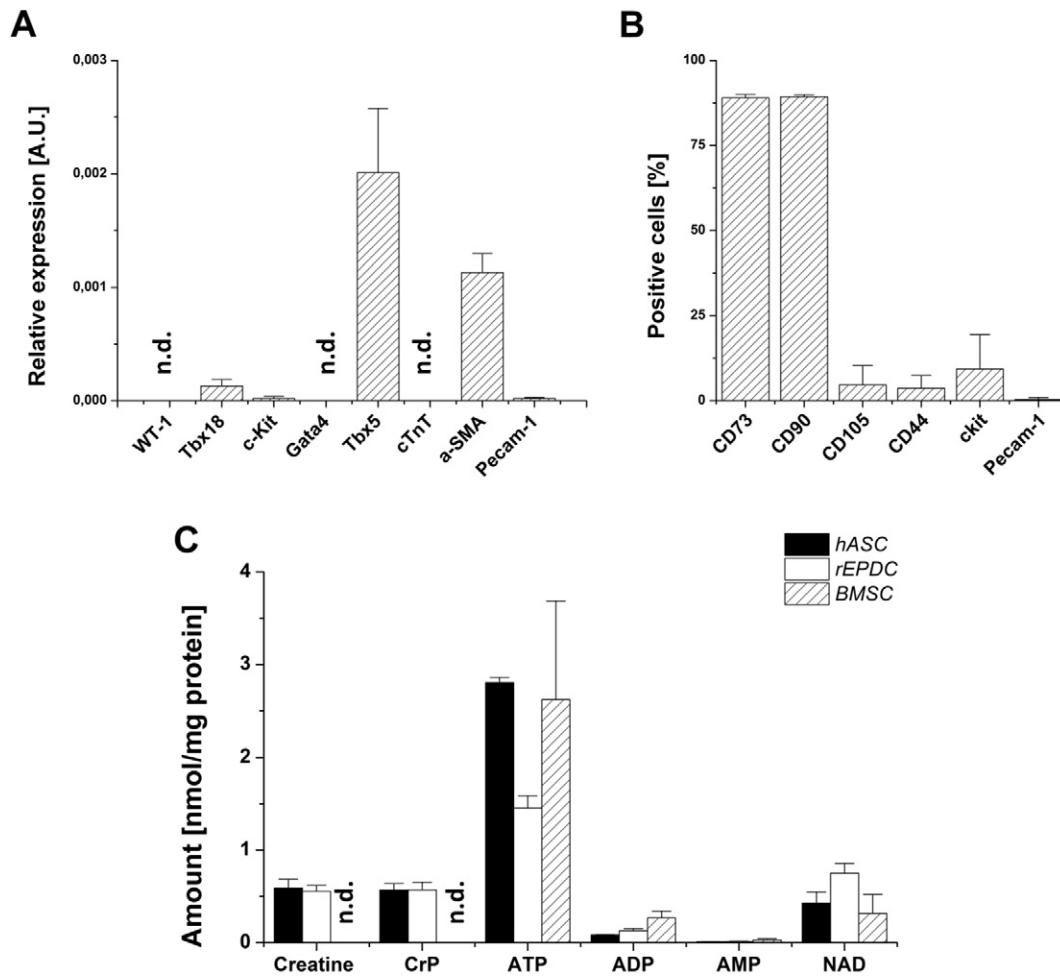 A
Relative expression [A.U.]
0,003
0,002
0,001
0,000
n.d.
n.d.
n.d.
WT-1
Tbx18
c-Kit
Gata4
Tbx5
cTnT
a-SMA
Pecam-1
B
Positive cells [%]
100
75
50
25
0
CD73
CD90
CD105
CD44
ckit
Pecam-1
C
hASC
rEPDC
BMSC
Amount [nmol/mg protein]
4
3
2
1
0
n.d.
n.d.
Creatine
CrP
ATP
ADP
AMP
NAD